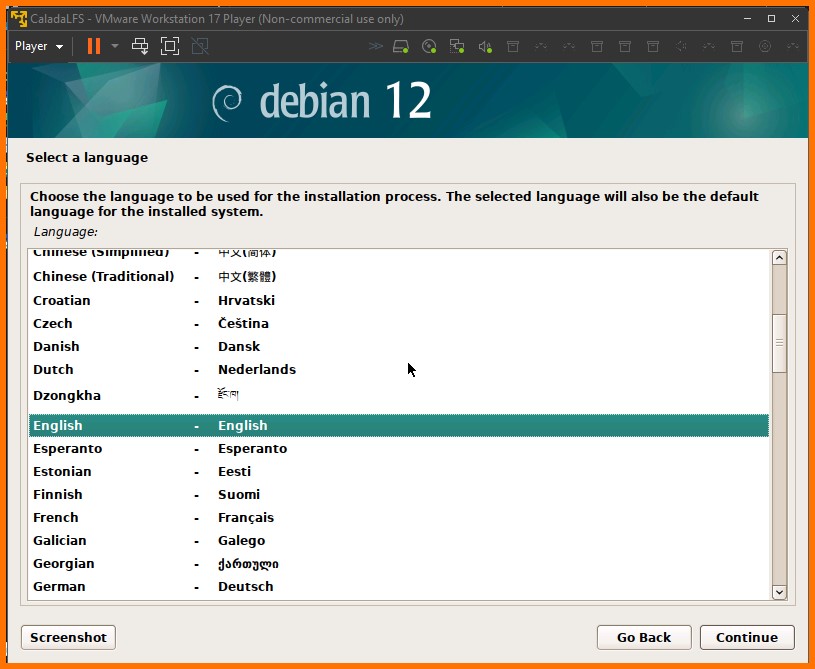 CaladaLFS - VMware Workstation 17 Player (Non-commercial use only)
Player
debian 12
Select a language
Choose the language to be used for the installation process. The selected language will also be the default
language for the installed system.
Language:
Chinese (Simplified) - 中文(简体)
Chinese (Traditional) - 中文(繁體)
Croatian - Hrvatski
Czech - Čeština
Danish - Dansk
Dutch - Nederlands
Dzongkha - རྫོང་ཁ།
English - English
Esperanto - Esperanto
Estonian - Eesti
Finnish - Suomi
French - Français
Galician - Galego
Georgian - ქართული
German - Deutsch
Screenshot Go Back Continue